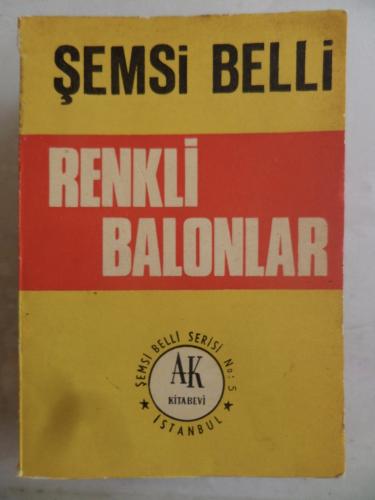 ŞEMSİ BELLİ
RENKLİ
BALONLAR
ŞEMSİ BELLİ SERİSİ No: 5
AK
KİTABEVİ
★ İSTANBUL ★